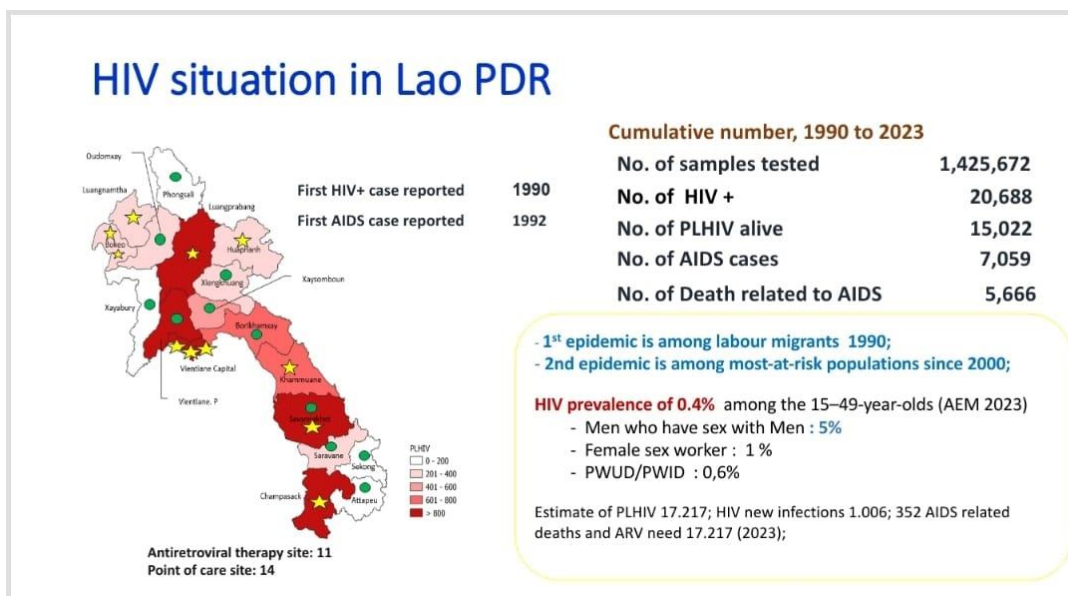 HIV situation in Lao PDR
Oudomxay
Luangnamtha
Phongsali
Luangprabang
Bokeo
Huaphanh
Xiengkhuang
Xaysomboun
Xayabury
Borlikhamxay
Vientiane Capital
Khammuane
Vientiane, P
Savannakhet
Saravane
Sekong
Champasack
Attapeu
PLHIV
0 - 200
201 - 400
401 - 600
601 - 800
> 800
First HIV+ case reported 1990
First AIDS case reported 1992
Antiretroviral therapy site: 11
Point of care site: 14
Cumulative number, 1990 to 2023
No. of samples tested 1,425,672
No. of HIV + 20,688
No. of PLHIV alive 15,022
No. of AIDS cases 7,059
No. of Death related to AIDS 5,666
- 1st epidemic is among labour migrants 1990;
- 2nd epidemic is among most-at-risk populations since 2000;
HIV prevalence of 0.4% among the 15–49-year-olds (AEM 2023)
- Men who have sex with Men : 5%
- Female sex worker : 1 %
- PWUD/PWID : 0,6%
Estimate of PLHIV 17.217; HIV new infections 1.006; 352 AIDS related
deaths and ARV need 17.217 (2023);